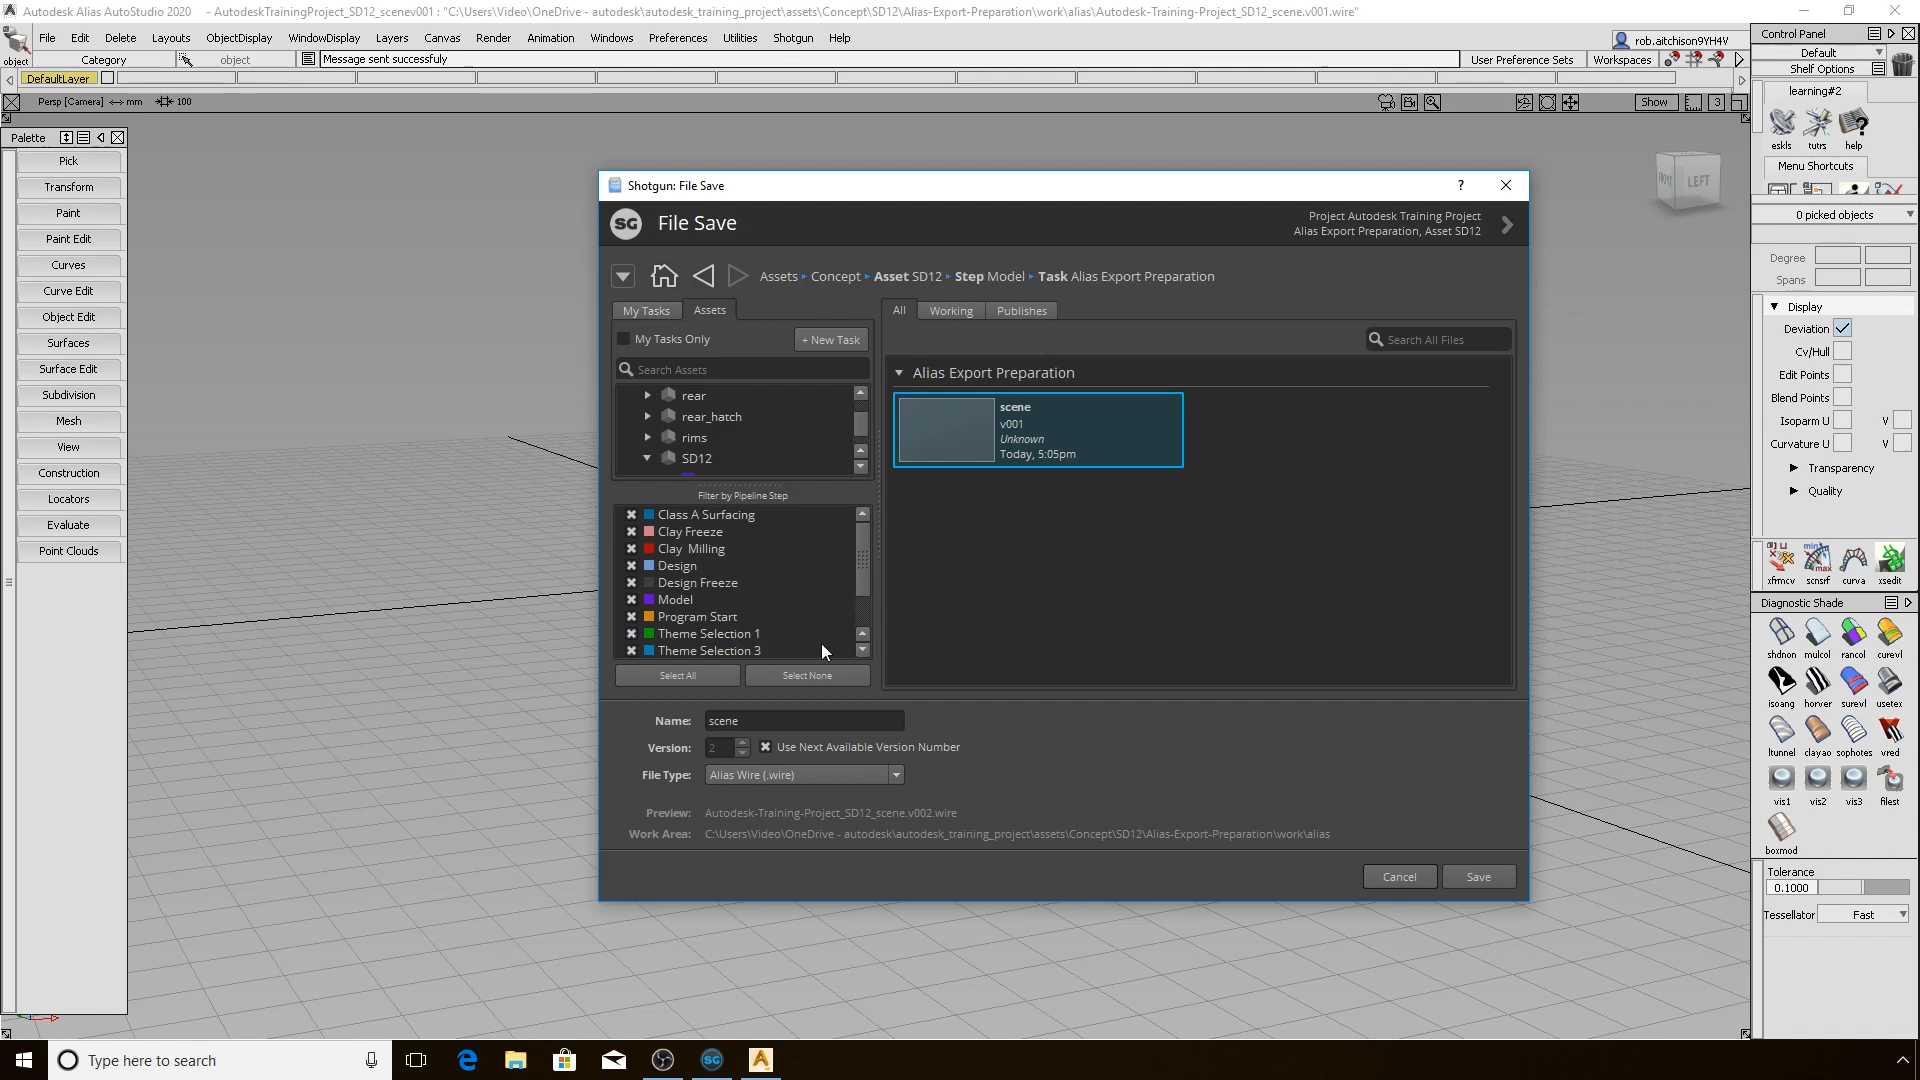 Autodesk Alias AutoStudio 2020 - AutodeskTrainingProject_SD12_scenev001 : "C:\Users\Video\OneDrive - autodesk\autodesk_training_project\assets\Concept\SD12\Alias-Export-Preparation\work\alias\Autodesk-Training-Project_SD12_scene.v001.wire"
File Edit Delete Layouts ObjectDisplay WindowDisplay Layers Canvas Render Animation Windows Preferences Utilities Shotgun Help
rob.aitchison9YH4V
object Category object Message sent successfuly User Preference Sets Workspaces
DefaultLayer
Persp [Camera] mm 100 Show 3
Palette
Pick
Transform
Paint
Paint Edit
Curves
Curve Edit
Object Edit
Surfaces
Surface Edit
Subdivision
Mesh
View
Construction
Locators
Evaluate
Point Clouds
LEFT
Shotgun: File Save ?
SG File Save
Project Autodesk Training Project
Alias Export Preparation, Asset SD12
Assets Concept Asset SD12 Step Model Task Alias Export Preparation
My Tasks Assets
My Tasks Only + New Task
Search Assets
rear
rear_hatch
rims
SD12
Filter by Pipeline Step
Class A Surfacing
Clay Freeze
Clay Milling
Design
Design Freeze
Model
Program Start
Theme Selection 1
Theme Selection 3
Select All Select None
All Working Publishes
Search All Files
Alias Export Preparation
scene
v001
Unknown
Today, 5:05pm
Name: scene
Version: 2 Use Next Available Version Number
File Type: Alias Wire (.wire)
Preview: Autodesk-Training-Project_SD12_scene.v002.wire
Work Area: C:\Users\Video\OneDrive - autodesk\autodesk_training_project\assets\Concept\SD12\Alias-Export-Preparation\work\alias
Cancel Save
Control Panel
Default
Shelf Options
learning#2
eskls tutrs help
Menu Shortcuts
0 picked objects
Degree
Spans
Display
Deviation
Cv/Hull
Edit Points
Blend Points
Isoparm U V
Curvature U V
Transparency
Quality
xfrmcv scnsrf curva xsedit
Diagnostic Shade
shdnon mulcol rancol curevl
isoang horver surevl usetex
ltunnel clayao sophotes vred
vis1 vis2 vis3 filest
boxmod
Tolerance
0.1000
Tessellator Fast
Type here to search
SG